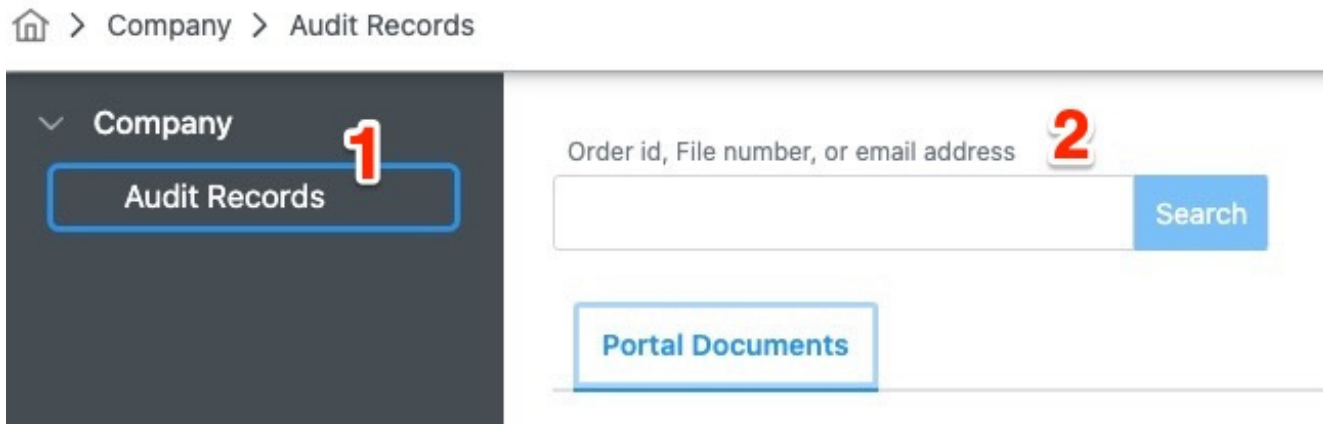 > Company > Audit Records
Company
1
Audit Records
Order id, File number, or email address
2
Search
Portal Documents